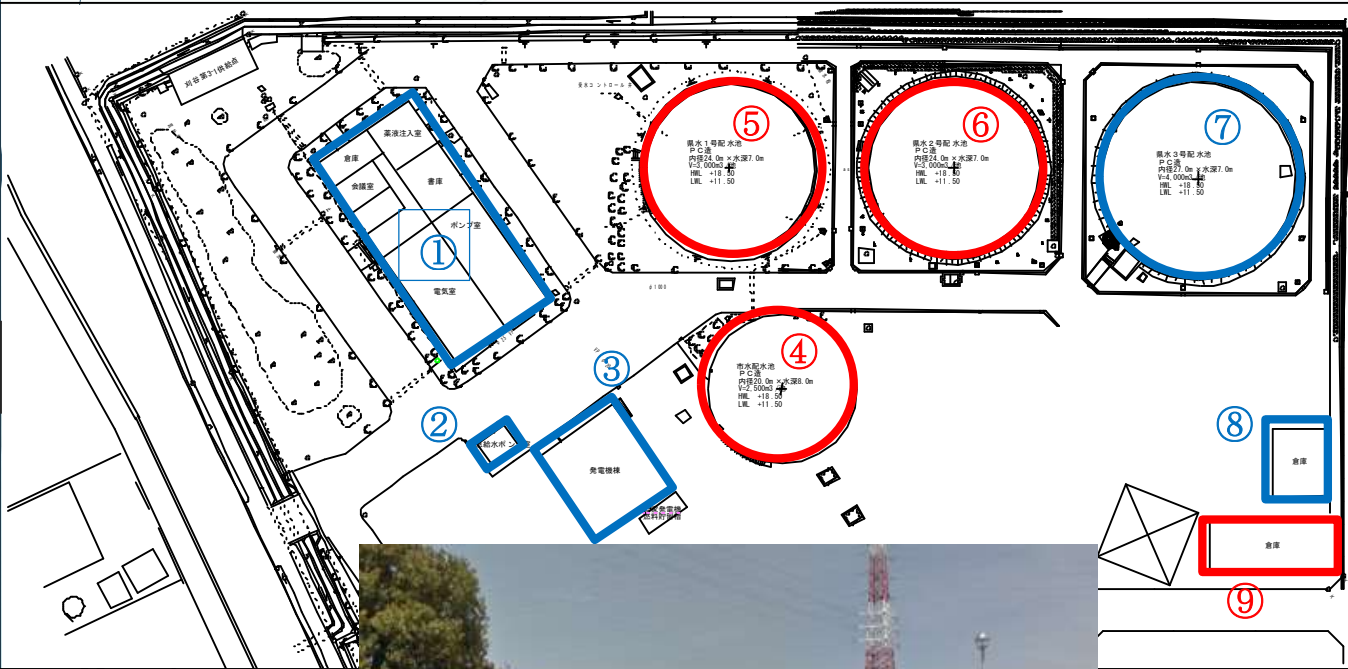 刈谷第3-1供給点
薬液注入室
倉庫
会議室
書庫
ポンプ室
①
電気室
⑤
県水1号配水池
PC造
内径24.0m×水深7.0m
V=3,000m3
HWL +18.50
LWL +11.50
⑥
県水2号配水池
PC造
内径24.0m×水深7.0m
V=3,000m3
HWL +18.50
LWL +11.50
⑦
県水3号配水池
PC造
内径27.0m×水深7.0m
V=4,000m3
HWL +18.50
LWL +11.50
④
市水配水池
PC造
内径20.0m×水深8.0m
V=2,500m3
HWL +18.50
LWL +11.50
③
②
給水ポンプ室
発電機棟
⑧
倉庫
倉庫
⑨